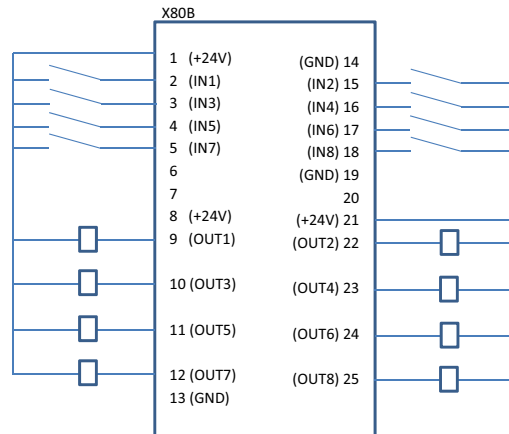 X80B
1 (+24V)
2 (IN1)
3 (IN3)
4 (IN5)
5 (IN7)
6
7
8 (+24V)
9 (OUT1)
10 (OUT3)
11 (OUT5)
12 (OUT7)
13 (GND)
(GND) 14
(IN2) 15
(IN4) 16
(IN6) 17
(IN8) 18
(GND) 19
20
(+24V) 21
(OUT2) 22
(OUT4) 23
(OUT6) 24
(OUT8) 25